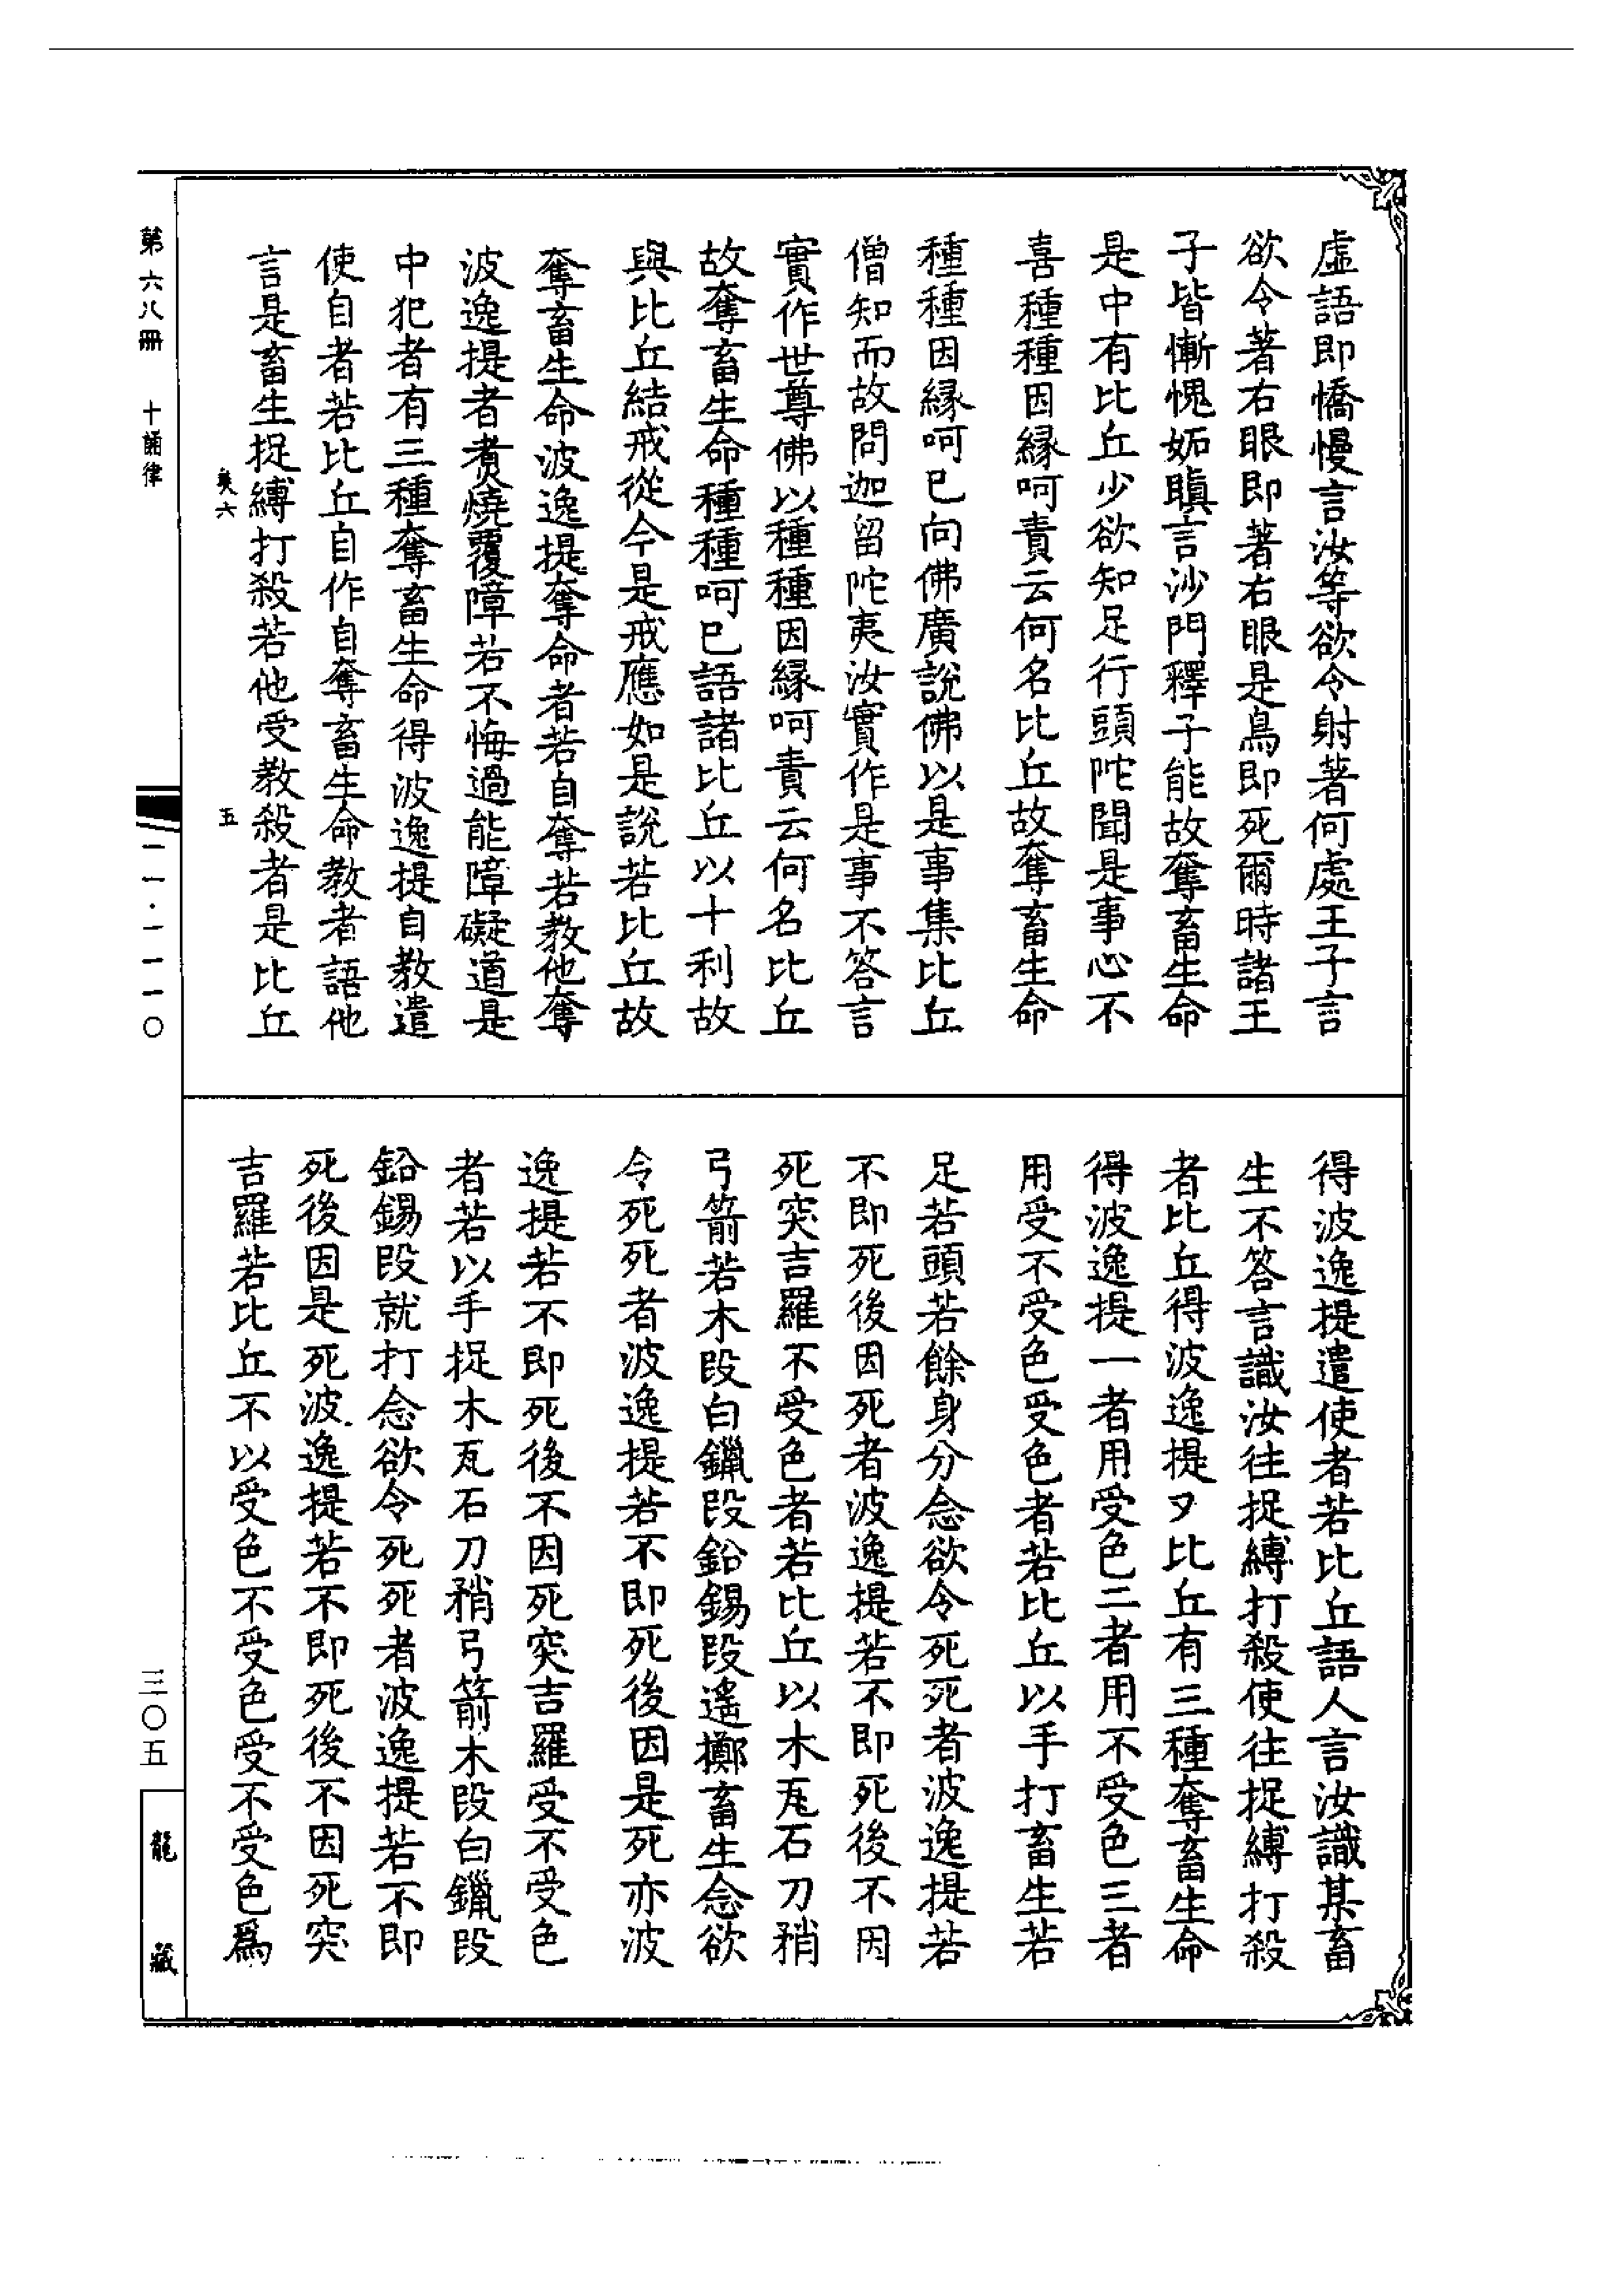 虛語即憍慢言汝等欲令射著何處王子言
欲令著右眼即著右眼是鳥即死爾時諸王
子皆慚愧妬瞋言沙門釋子能故奪畜生命
是中有比丘少欲知足行頭陀聞是事心不
喜種種因緣呵責云何名比丘故奪畜生命
種種因緣呵已向佛廣說佛以是事集比丘
僧知而故問迦留陀夷汝實作是事不答言
實作世尊佛以種種因緣呵責云何名比丘
故奪畜生命種種呵已語諸比丘以十利故
與比丘結戒從今是戒應如是說若比丘故
奪畜生命波逸提奪命者若自奪若教他奪
波逸提者煑燒覆障若不悔過能障礙道是
中犯者有三種奪畜生命得波逸提自教遣
使自者若比丘自作自奪畜生命教者語他
言是畜生捉縛打殺若他受教殺者是比丘
得波逸提遣使者若比丘語人言汝識某畜
生不答言識汝往捉縛打殺使往捉縛打殺
者比丘得波逸提又比丘有三種奪畜生命
得波逸提一者用受色二者用不受色三者
用受不受色受色者若比丘以手打畜生若
足若頭若餘身分念欲令死死者波逸提若
不即死後因死者波逸提若不即死後不因
死突吉羅不受色者若比丘以木瓦石刀矟
弓箭若木段白鑞段鉛錫段遙擲畜生念欲
令死死者波逸提若不即死後因是死亦波
逸提若不即死後不因死突吉羅受不受色
者若以手捉木瓦石刀矟弓箭木段白鑞段
鉛錫段就打念欲令死死者波逸提若不即
死後因是死波逸提若不即死後不因死突
吉羅若比丘不以受色不受色受不受色爲
第六八冊 十誦律
奭六 五
一一·一一一〇
三〇五
龍藏